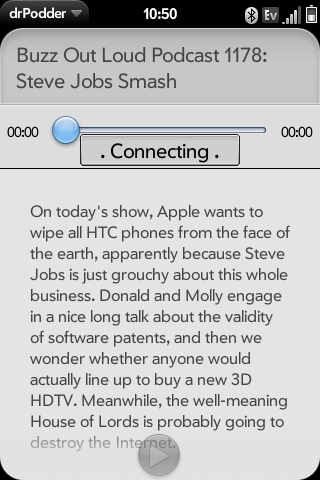 drPodder 10:50 Ev
Buzz Out Loud Podcast 1178:
Steve Jobs Smash
00:00 00:00
. Connecting .
On today's show, Apple wants to
wipe all HTC phones from the face of
the earth, apparently because Steve
Jobs is just grouchy about this whole
business. Donald and Molly engage
in a nice long talk about the validity
of software patents, and then we
wonder whether anyone would
actually line up to buy a new 3D
HDTV. Meanwhile, the well-meaning
House of Lords is probably going to
destroy the Internet.